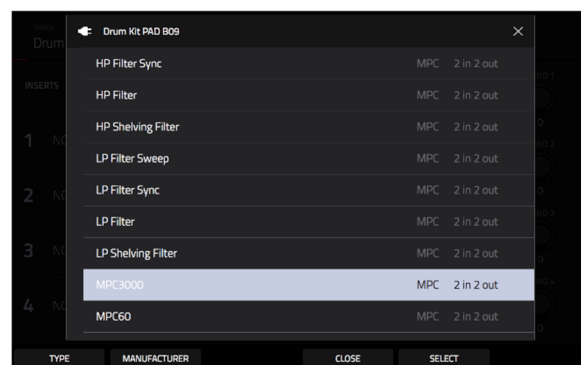 TRACK
Drum
Drum Kit PAD B09
INSERTS
HP Filter Sync MPC 2 in 2 out
HP Filter MPC 2 in 2 out
HP Shelving Filter MPC 2 in 2 out
1
LP Filter Sweep MPC 2 in 2 out
2
LP Filter Sync MPC 2 in 2 out
LP Filter MPC 2 in 2 out
3
LP Shelving Filter MPC 2 in 2 out
MPC3000 MPC 2 in 2 out
4
MPC60 MPC 2 in 2 out
TYPE MANUFACTURER CLOSE SELECT